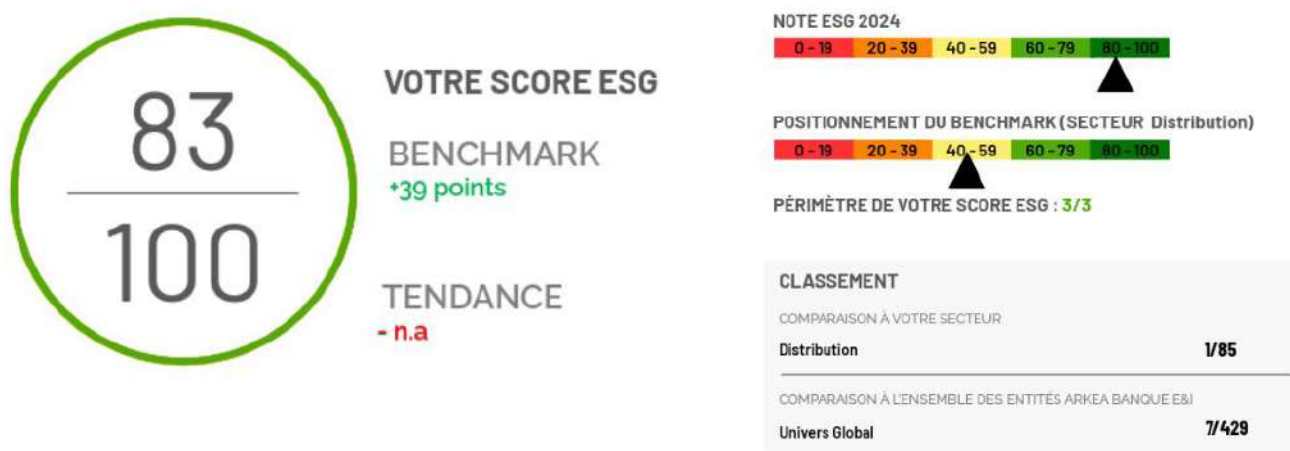 83
100
VOTRE SCORE ESG
BENCHMARK
+39 points
TENDANCE
- n.a
NOTE ESG 2024
0 - 19 20 - 39 40 - 59 60 - 79 80 - 100
POSITIONNEMENT DU BENCHMARK (SECTEUR Distribution)
0 - 19 20 - 39 40 - 59 60 - 79 80 - 100
PÉRIMÈTRE DE VOTRE SCORE ESG : 3/3
CLASSEMENT
COMPARAISON À VOTRE SECTEUR
Distribution 1/85
COMPARAISON À L'ENSEMBLE DES ENTITÉS ARKEA BANQUE E&I
Univers Global 7/429